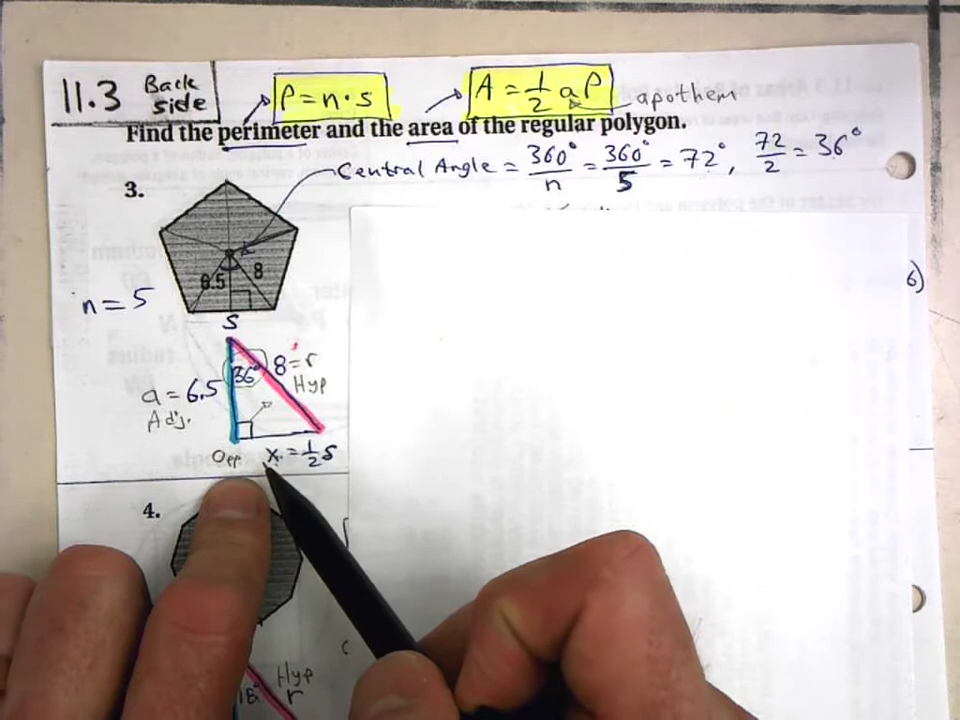 11.3 Back side
P = n · s
A = 1/2 a P
apothem
Find the perimeter and the area of the regular polygon.
Central Angle = 360°/n = 360°/5 = 72°, 72/2 = 36°
3.
6.5 8
n = 5
s
6)
36° 8 = r
Hyp
a = 6.5
Adj.
Opp. x = 1/2 s
4.
Hyp
18° r